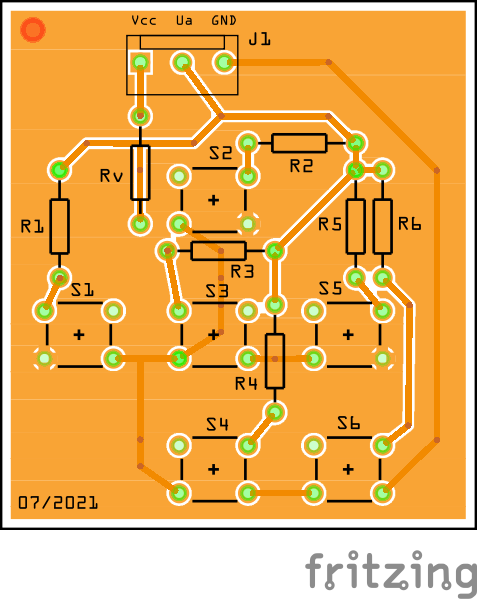 Vcc Ua GND
J1
S2
R2
Rv
R1
R5
R6
R3
S1
S3
S5
R4
S4
S6
07/2021
fritzing